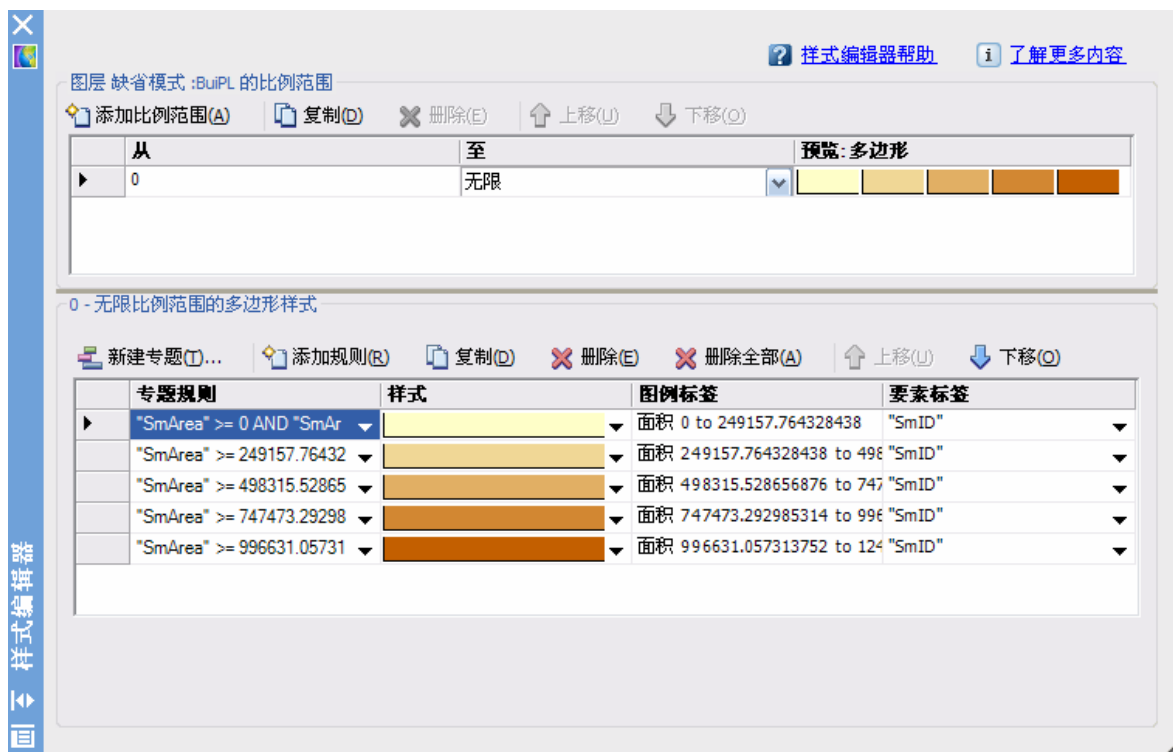 样式编辑器帮助 了解更多内容
图层 缺省模式 :BuiPL 的比例范围
添加比例范围(A) 复制(D) 删除(E) 上移(U) 下移(O)
从 至 预览: 多边形
0 无限
0 - 无限比例范围的多边形样式
新建专题(T)... 添加规则(R) 复制(D) 删除(E) 删除全部(A) 上移(U) 下移(O)
专题规则 样式 图例标签 要素标签
"SmArea" >= 0 AND "SmAr 面积 0 to 249157.764328438 "SmID"
"SmArea" >= 249157.76432 面积 249157.764328438 to 498 "SmID"
"SmArea" >= 498315.52865 面积 498315.528656876 to 747 "SmID"
"SmArea" >= 747473.29298 面积 747473.292985314 to 996 "SmID"
"SmArea" >= 996631.05731 面积 996631.057313752 to 124 "SmID"
样式编辑器